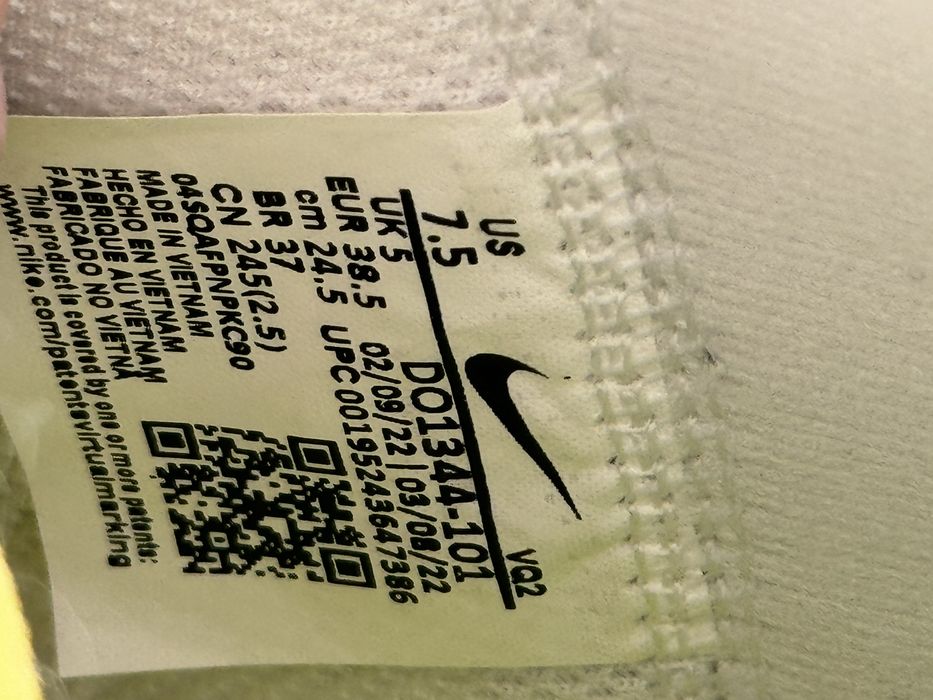 US
7.5
VQ2
UK 5 DO1344-101
EUR 38.5 02/09/22 | 03/08/22
cm 24.5 UPC 00195243647386
BR 37
CN 245(2.5)
04SQAFPNPKC90
MADE IN VIETNAM
HECHO EN VIETNAM
FABRIQUE AU VIETNAM
FABRICADO NO VIETNA
This product is covered by one or more patents:
www.nike.com/patentsvirtualmarking